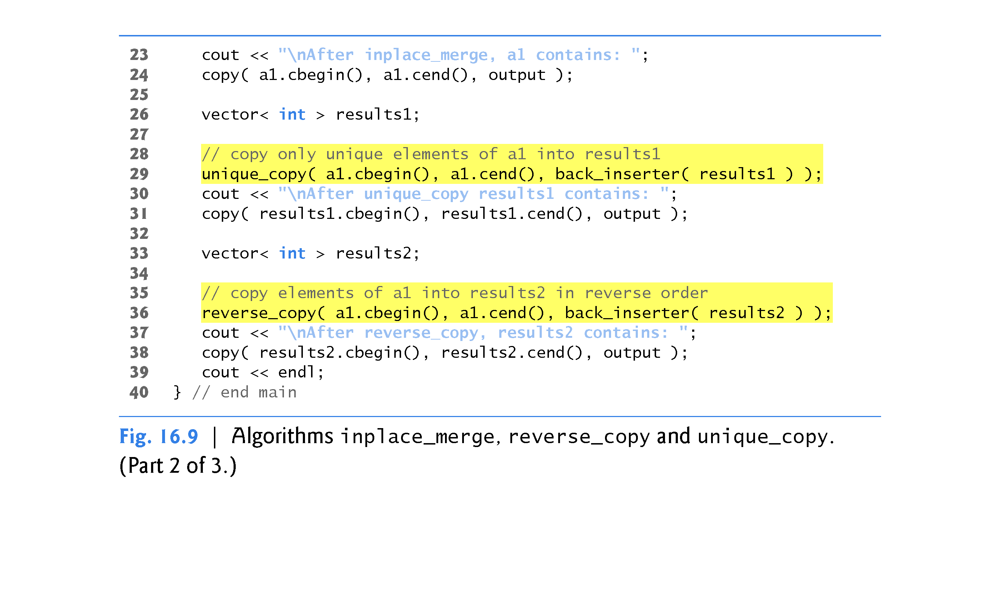 23 cout << "\nAfter inplace_merge, a1 contains: ";
24 copy( a1.cbegin(), a1.cend(), output );
25
26 vector< int > results1;
27
28 // copy only unique elements of a1 into results1
29 unique_copy( a1.cbegin(), a1.cend(), back_inserter( results1 ) );
30 cout << "\nAfter unique_copy results1 contains: ";
31 copy( results1.cbegin(), results1.cend(), output );
32
33 vector< int > results2;
34
35 // copy elements of a1 into results2 in reverse order
36 reverse_copy( a1.cbegin(), a1.cend(), back_inserter( results2 ) );
37 cout << "\nAfter reverse_copy, results2 contains: ";
38 copy( results2.cbegin(), results2.cend(), output );
39 cout << endl;
40 } // end main
Fig. 16.9 | Algorithms inplace_merge, reverse_copy and unique_copy.
(Part 2 of 3.)